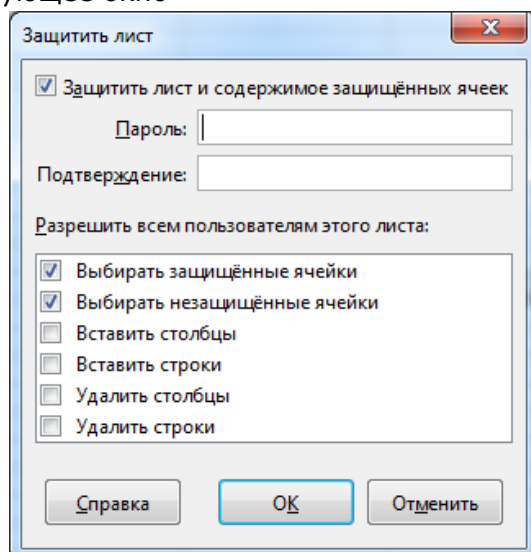 ующее окно
Защитить лист
Защитить лист и содержимое защищённых ячеек
Пароль:
Подтверждение:
Разрешить всем пользователям этого листа:
Выбирать защищённые ячейки
Выбирать незащищённые ячейки
Вставить столбцы
Вставить строки
Удалить столбцы
Удалить строки
Справка
OK
Отменить